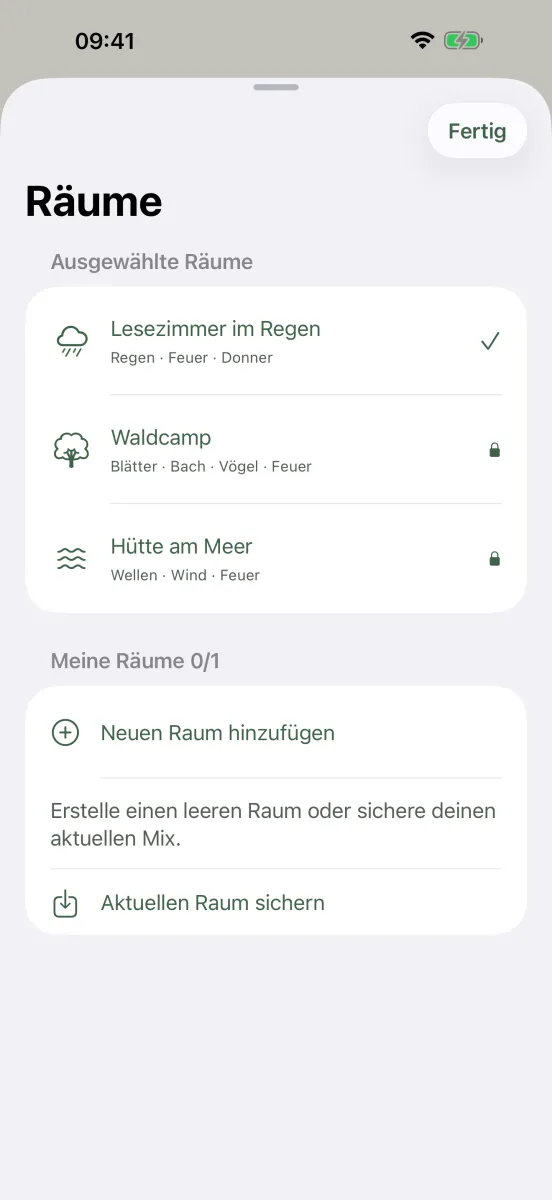 09:41
Fertig
Räume
Ausgewählte Räume
Lesezimmer im Regen
Regen · Feuer · Donner
Waldcamp
Blätter · Bach · Vögel · Feuer
Hütte am Meer
Wellen · Wind · Feuer
Meine Räume 0/1
Neuen Raum hinzufügen
Erstelle einen leeren Raum oder sichere deinen
aktuellen Mix.
Aktuellen Raum sichern